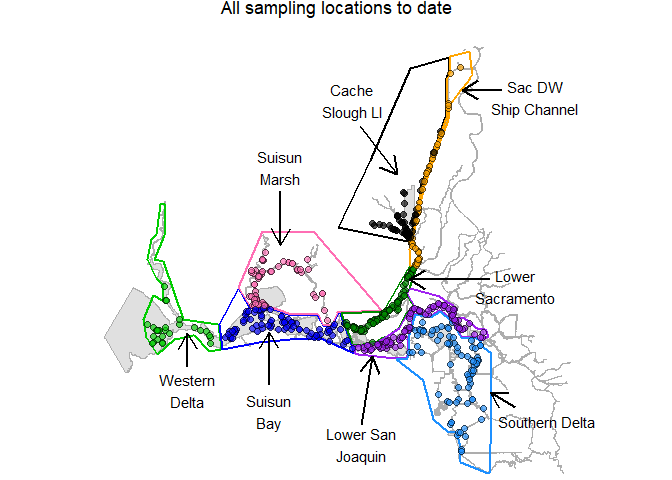 All sampling locations to date
Sac DW
Ship Channel
Cache
Slough LI
Suisun
Marsh
Lower
Sacramento
Western
Delta
Suisun
Bay
Lower San
Joaquin
Southern Delta